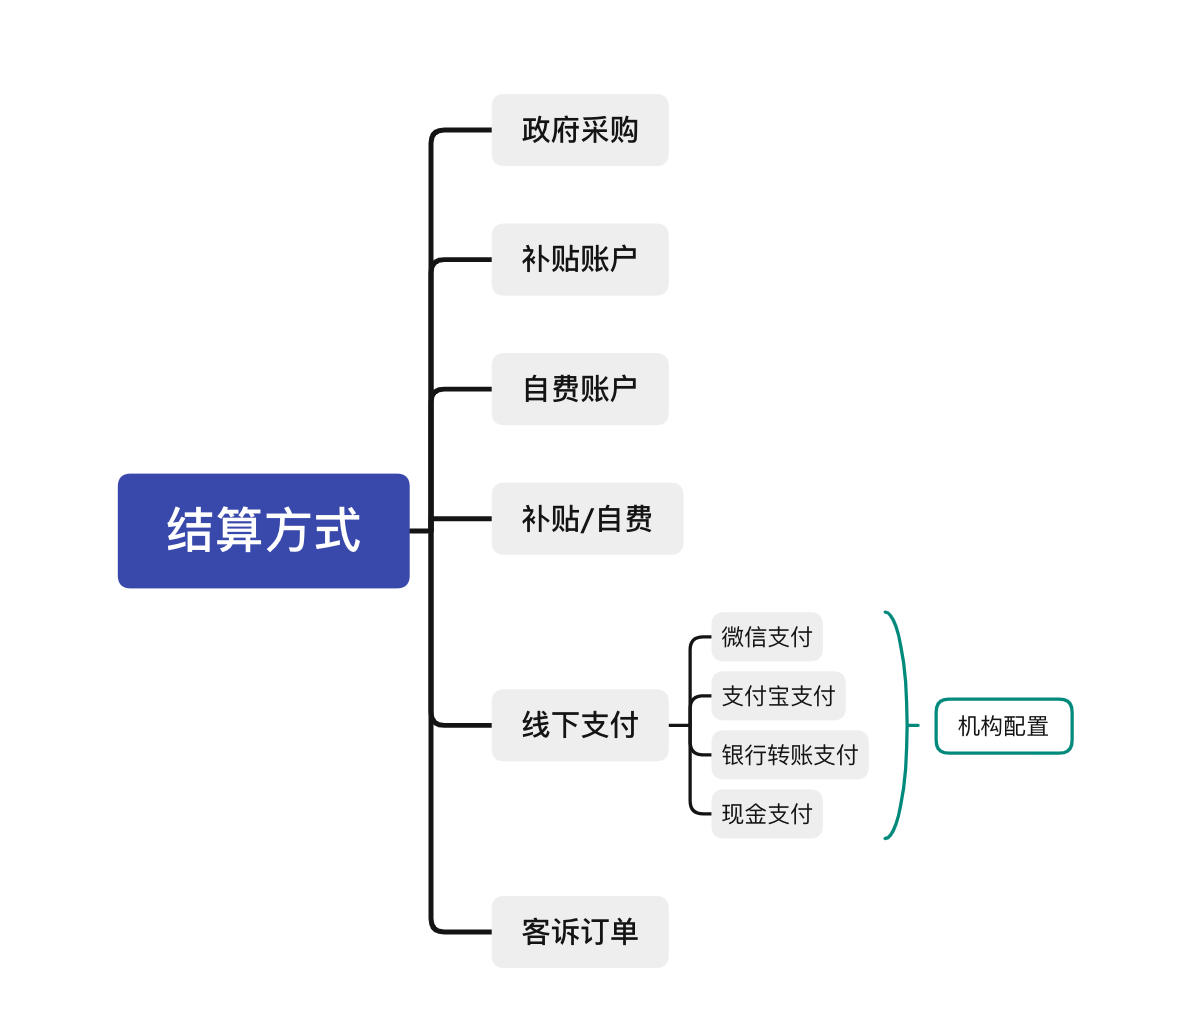 结算方式
政府采购
补贴账户
自费账户
补贴/自费
线下支付
微信支付
支付宝支付
银行转账支付
现金支付
机构配置
客诉订单